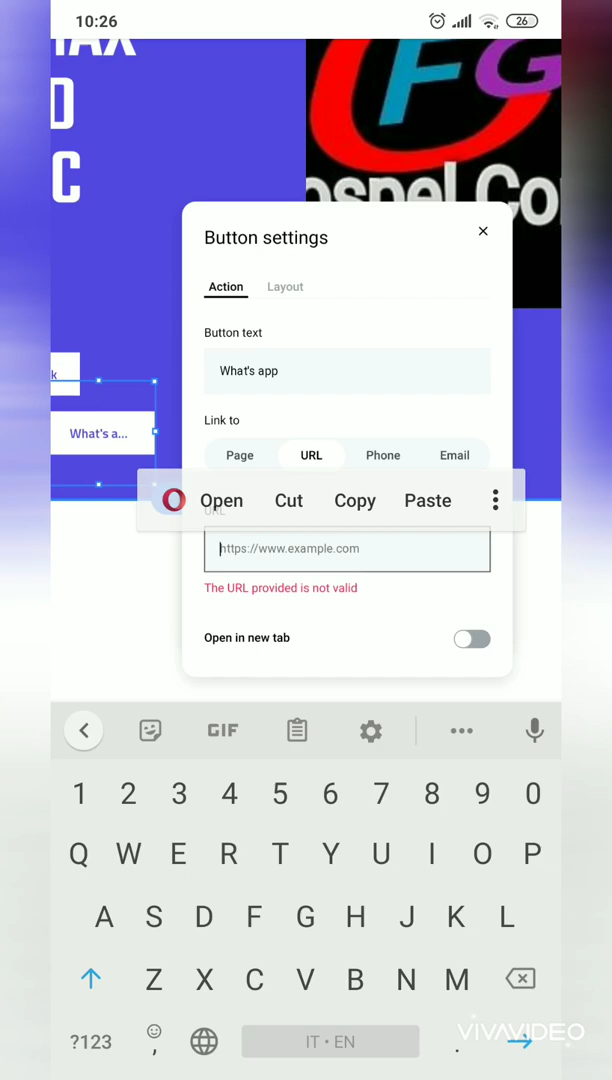 10:26
26
D
C
FG
ospel Co
Button settings
Action
Layout
Button text
What's app
Link to
Page
URL
Phone
Email
k
What's a...
Open
Cut
Copy
Paste
URL
https://www.example.com
The URL provided is not valid
Open in new tab
GIF
1 2 3 4 5 6 7 8 9 0
Q W E R T Y U I O P
A S D F G H J K L
Z X C V B N M
?123
,
IT • EN
.
VIVAVIDEO